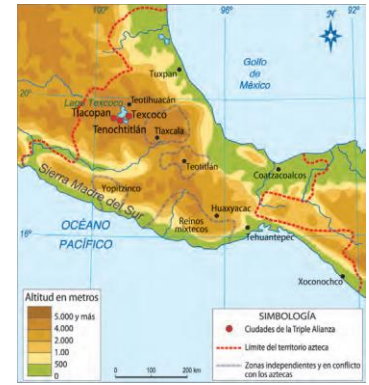 100°
96°
92°
Golfo
de
México
Tuxpan
20°
Lago Texcoco
Teotihuacán
Tlacopan
Texcoco
Tenochtitlán
Tlaxcala
Teotitlán
Coatzacoalcos
Sierra Madre del Sur
Yopitzinco
Huaxyacac
Reinos
mixtecos
Tehuantepec
OCÉANO
PACÍFICO
16°
Xoconochco
Altitud en metros
5.000 y más
4.000
2.000
1.00
500
0
0 100 200 km
SIMBOLOGÍA
Ciudades de la Triple Alianza
Límite del territorio azteca
Zonas independientes y en conflicto
con los aztecas